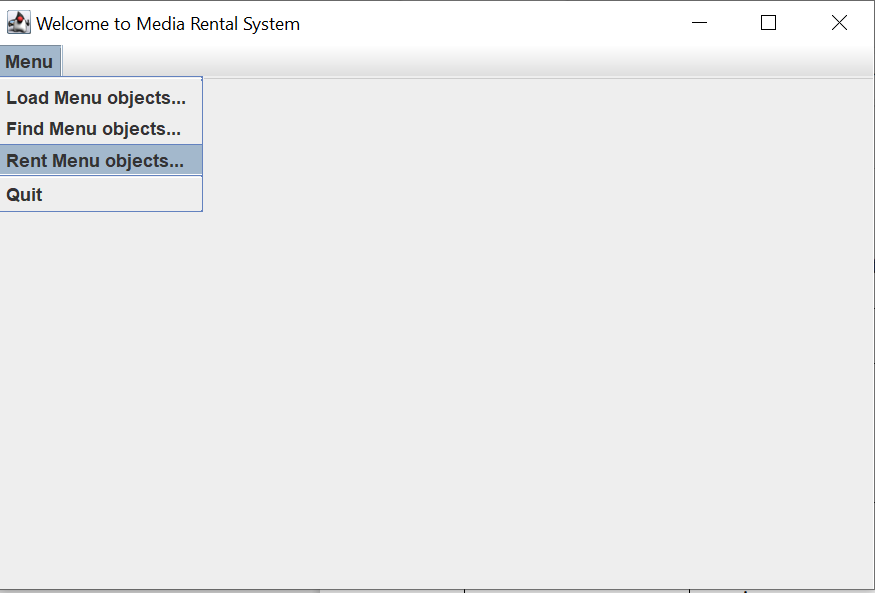 Welcome to Media Rental System
Menu
Load Menu objects...
Find Menu objects...
Rent Menu objects...
Quit